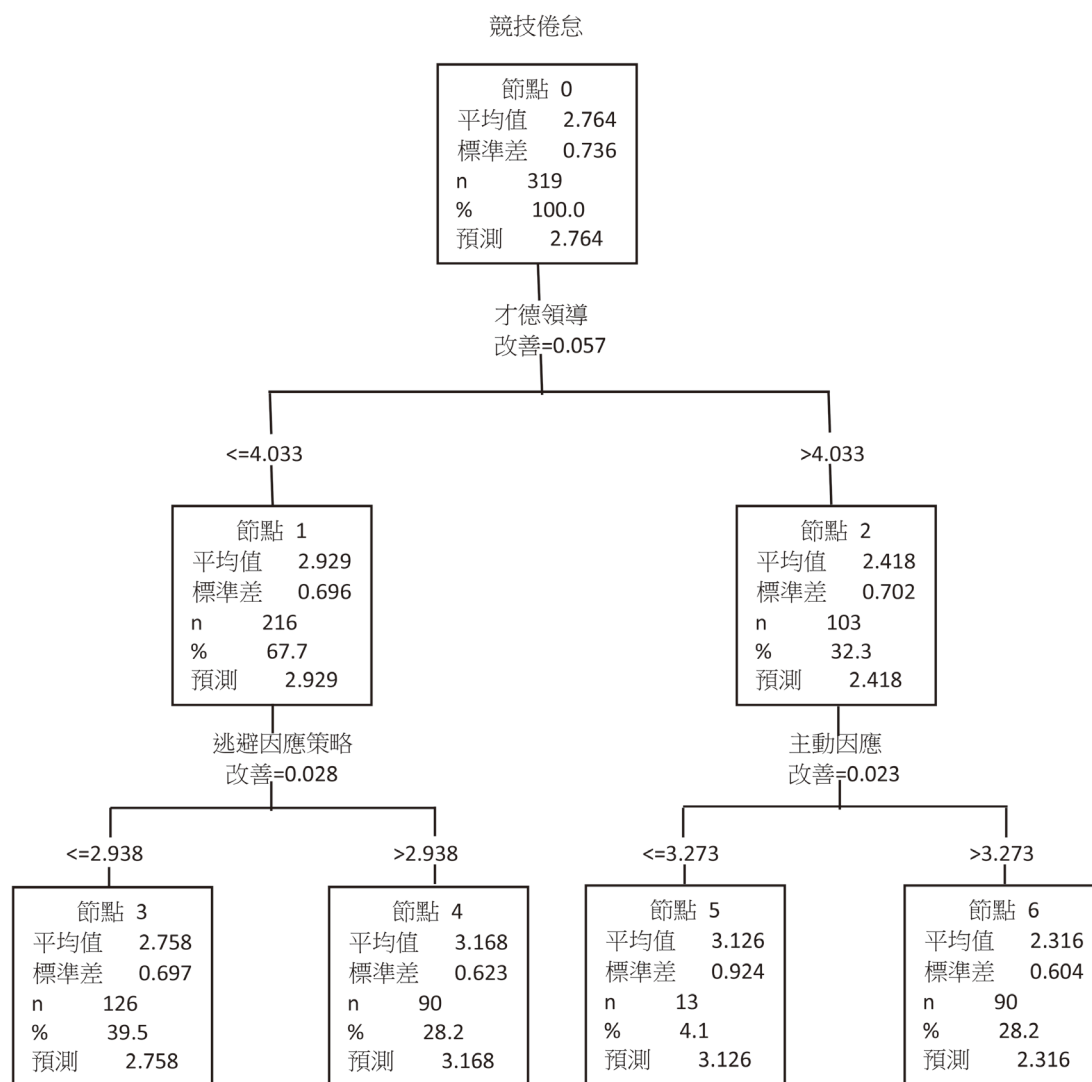 競技倦怠
節點 0
平均值 2.764
標準差 0.736
n 319
% 100.0
預測 2.764
才德領導
改善=0.057
<=4.033
>4.033
節點 1
平均值 2.929
標準差 0.696
n 216
% 67.7
預測 2.929
節點 2
平均值 2.418
標準差 0.702
n 103
% 32.3
預測 2.418
逃避因應策略
改善=0.028
主動因應
改善=0.023
<=2.938
>2.938
<=3.273
>3.273
節點 3
平均值 2.758
標準差 0.697
n 126
% 39.5
預測 2.758
節點 4
平均值 3.168
標準差 0.623
n 90
% 28.2
預測 3.168
節點 5
平均值 3.126
標準差 0.924
n 13
% 4.1
預測 3.126
節點 6
平均值 2.316
標準差 0.604
n 90
% 28.2
預測 2.316